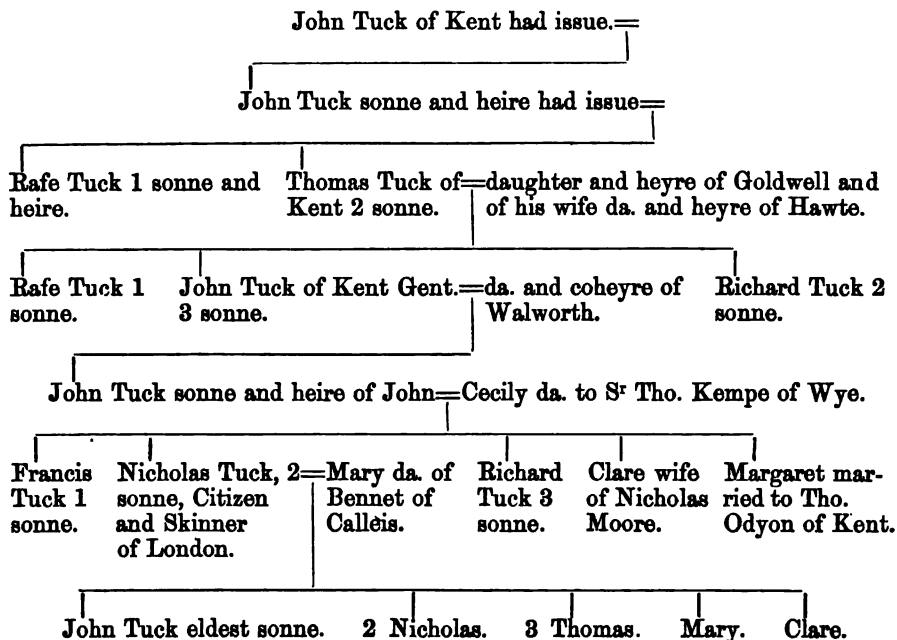 John Tuck of Kent had issue.=
John Tuck sonne and heire had issue=
Rafe Tuck 1 sonne and
heire.
Thomas Tuck of=
Kent 2 sonne.
daughter and heyre of Goldwell and
of his wife da. and heyre of Hawte.
Rafe Tuck 1
sonne.
John Tuck of Kent Gent.=
3 sonne.
da. and coheyre of
Walworth.
Richard Tuck 2
sonne.
John Tuck sonne and heire of John=Cecily da. to Sʳ Tho. Kempe of Wye.
Francis
Tuck 1
sonne.
Nicholas Tuck, 2=
sonne, Citizen
and Skinner
of London.
Mary da. of
Bennet of
Calleis.
Richard
Tuck 3
sonne.
Clare wife
of Nicholas
Moore.
Margaret mar-
ried to Tho.
Odyon of Kent.
John Tuck eldest sonne. 2 Nicholas. 3 Thomas. Mary. Clare.